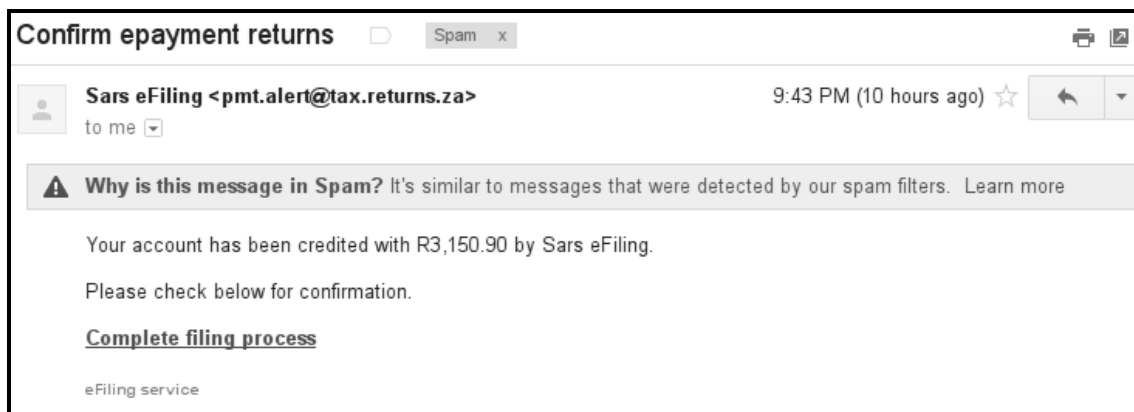 Confirm epayment returns Spam x
Sars eFiling <pmt.alert@tax.returns.za> 9:43 PM (10 hours ago)
to me
Why is this message in Spam? It's similar to messages that were detected by our spam filters. Learn more
Your account has been credited with R3,150.90 by Sars eFiling.
Please check below for confirmation.
Complete filing process
eFiling service